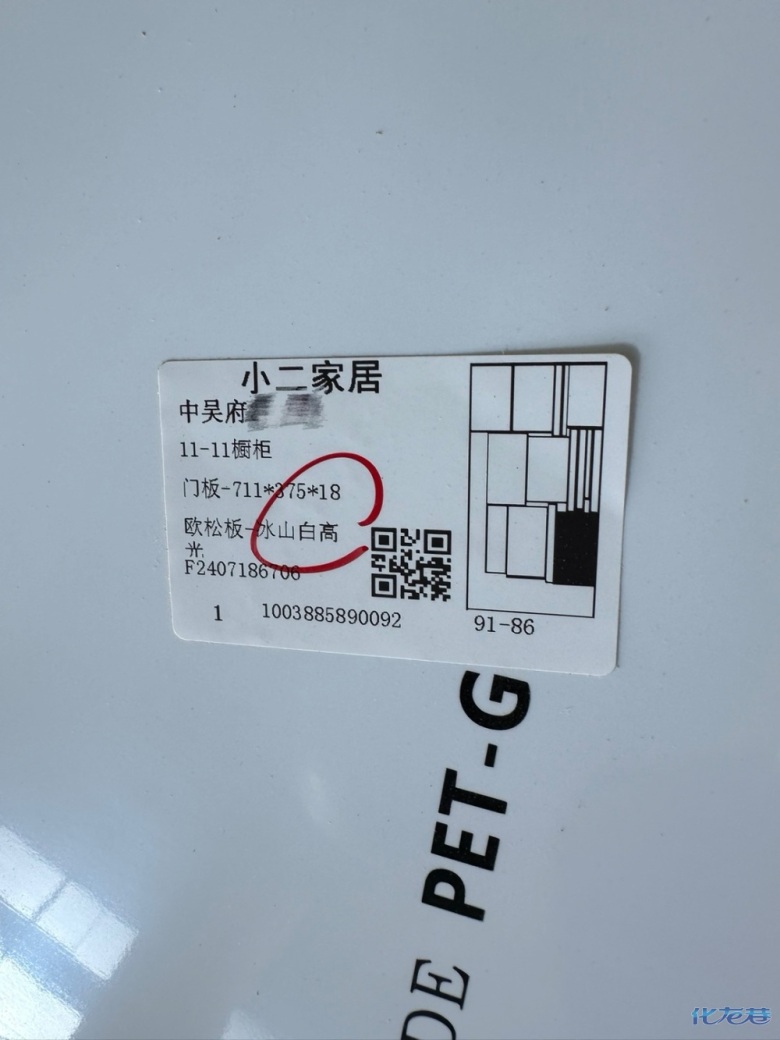 小二家居
中吴府
11-11橱柜
门板-711*375*18
欧松板-冰山白高
光
F2407186706
1 1003885890092
91-86
DE PET-G
化龙巷